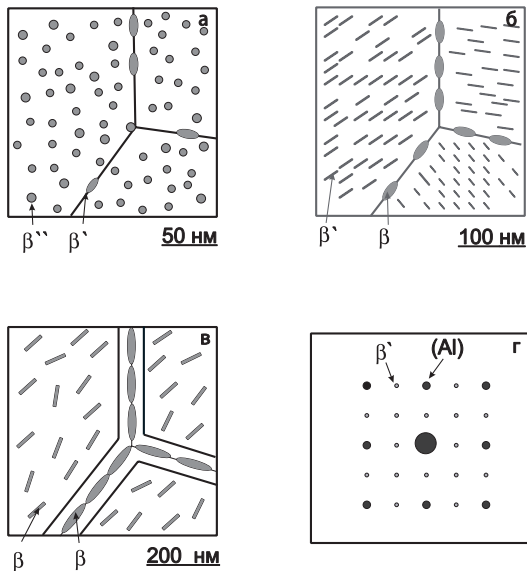 а
β`` β` 50 нм
б
β` β 100 нм
в
β β 200 нм
г
β` (Al)